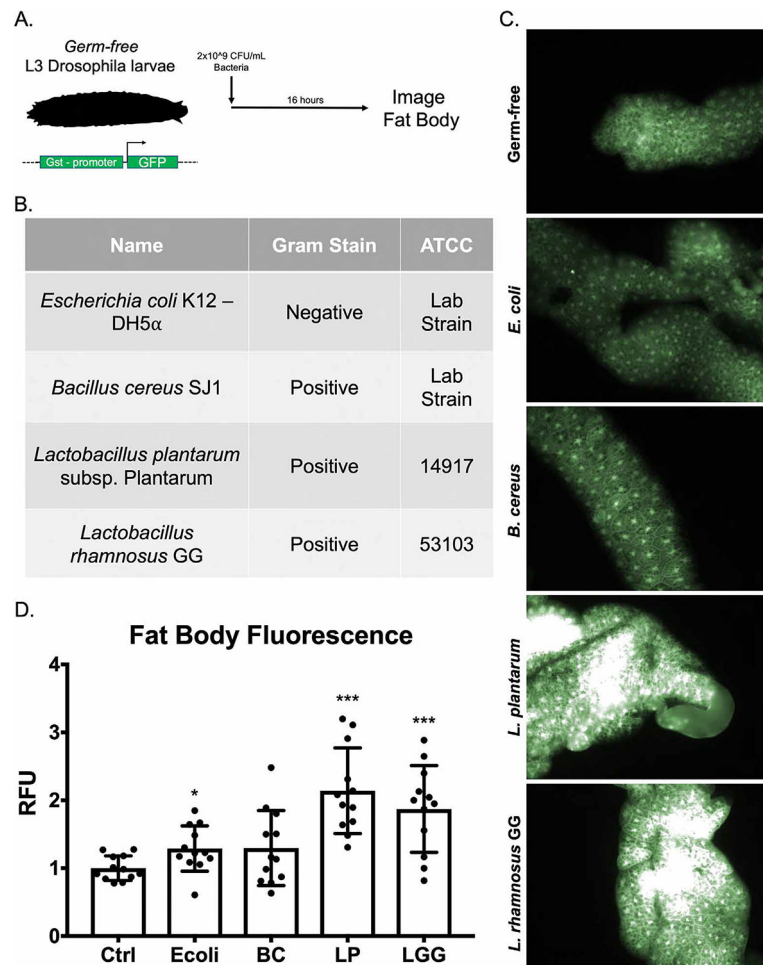 A.
Germ-free
L3 Drosophila larvae
2x10^9 CFU/mL
Bacteria
16 hours
Image
Fat Body
Gst - promoter
GFP
B.
Name Gram Stain ATCC
Escherichia coli K12 –
DH5α
Negative
Lab
Strain
Bacillus cereus SJ1
Positive
Lab
Strain
Lactobacillus plantarum
subsp. Plantarum
Positive
14917
Lactobacillus
rhamnosus GG
Positive
53103
C.
Germ-free
E. coli
B. cereus
L. plantarum
L. rhamnosus GG
D.
Fat Body Fluorescence
RFU
4
3
2
1
0
*
***
***
Ctrl Ecoli BC LP LGG